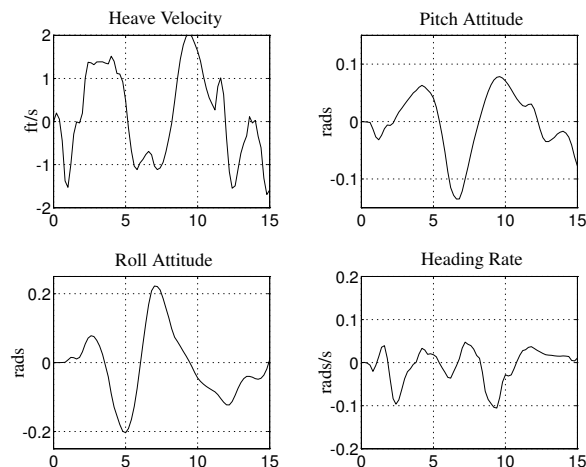 Heave Velocity
2
1
0
-1
-2
ft/s
0 5 10 15
Pitch Attitude
0.15
0.1
0
-0.1
rads
0 5 10 15
Roll Attitude
0.2
0
-0.2
rads
0 5 10 15
Heading Rate
0.2
0.1
0
-0.1
0.2
rads/s
0 5 10 15